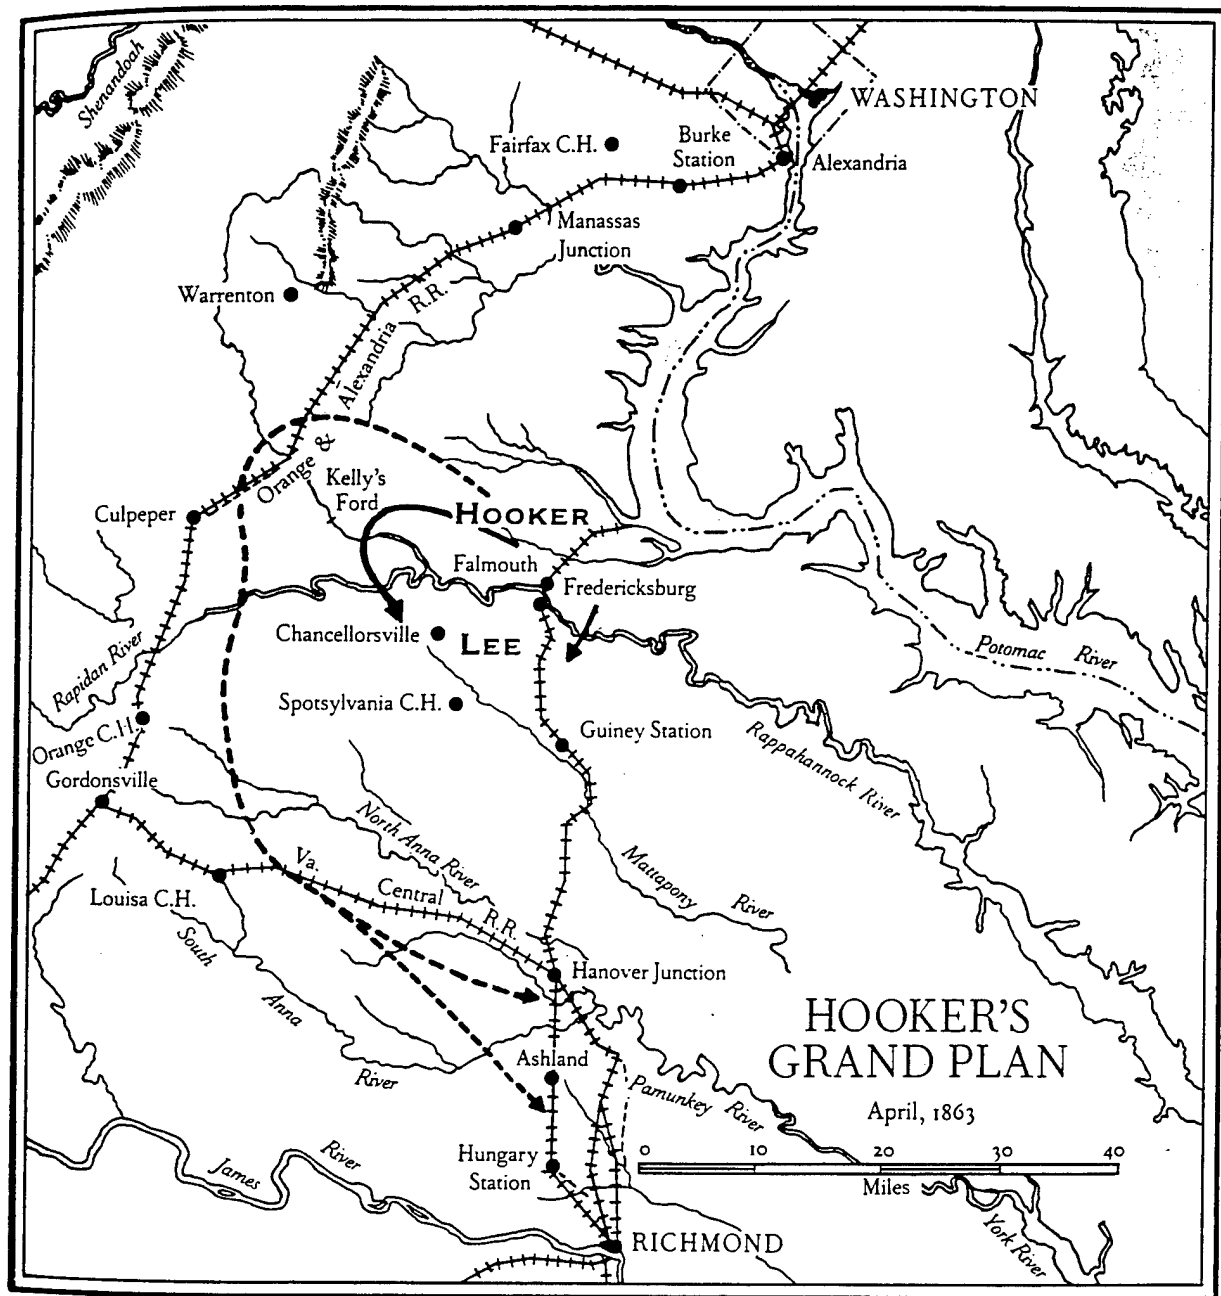 Shenandoah
WASHINGTON
Fairfax C.H.
Burke
Station
Alexandria
Manassas
Junction
Warrenton
Orange & Alexandria R.R.
Kelly's
Ford
Culpeper
HOOKER
Falmouth
Fredericksburg
Chancellorsville
LEE
Rapidan River
Potomac River
Spotsylvania C.H.
Orange C.H.
Guiney Station
Rappahannock River
Gordonsville
North Anna River
Va. Central R.R.
Mattapony River
Louisa C.H.
South Anna River
Hanover Junction
HOOKER'S
GRAND PLAN
April, 1863
Ashland
Pamunkey River
0 10 20 30 40
Miles
Hungary
Station
James River
York River
RICHMOND